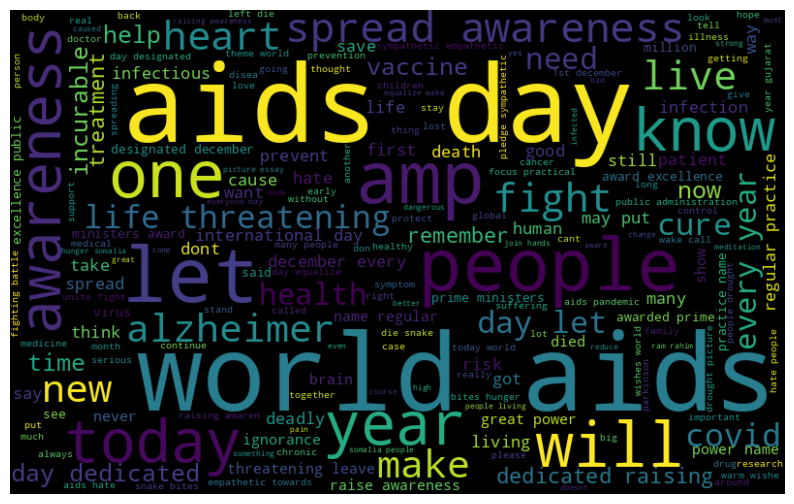 body
real
caused
doctor
back
raising awareness
left die
theme world
day designated
help
heart
spread awareness
sympathetic empathetic
look
hope
tell
illness
strong
must
person
spreading
disea
going
love
prevention
thought
save
vaccine
million
yes
1st december
need
way
getting
infectious
incurable
treatment
aids day
children
equalize wake
life
stay
pledge sympathetic
bad
give
live
year gujarat
designated december
prevent
thing
lost
infection
infected
know
awareness
excellence public
picture essay
another
first
death
good
still
patient
one
cause
hate
amp
focus practical
cancer
award excellence
long
now
want
early
without
everyone may
made
fight
public administration
control
support
life threatening
dangerous
protect
global
may put
cure
wake call
every year
regular practice
ministers award
international day
remember
human
join hands
cant
aware
change
meditation
hunger somalia
medical
come
dont
many people
don
healthy
december every
let
people
show
fighting battle
take
great
said
day equalize
symptom
health
prime ministers
suffering
aids pandemic
many
practice name
people drought
spread
virus
unite fight
called
right
better
name regular
awarded prime
stand
think
alzheimer
day let
lot
died
family
medicine
month
continue
even
die snake
case
today world
reduce
ram rahim
time
serious
world aids
risk
really
got
wishes world
parkinson
drought picture
hate people
say
new
brain
together
bites hunger
see
never
raising awaren
course
high
people living
important
put
much
deadly
year
great power
big
covid
today
ignorance
pain
living
will
power name
always
something
chronic
somalia people
please
drug
research
day dedicated
threatening leave
make
dedicated raising
doesnt
around
aids hate
snake bites
empathetic towards
raise awareness
warm wishe